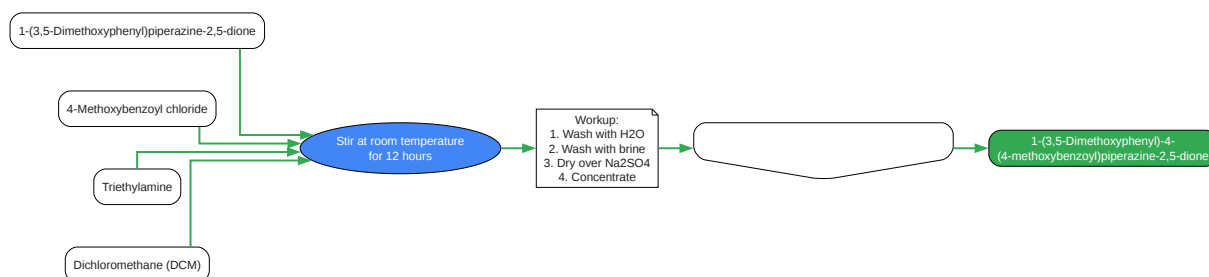 1-(3,5-Dimethoxyphenyl)piperazine-2,5-dione
4-Methoxybenzoyl chloride
Triethylamine
Dichloromethane (DCM)
Stir at room temperature
for 12 hours
Workup:
1. Wash with H2O
2. Wash with brine
3. Dry over Na2SO4
4. Concentrate
1-(3,5-Dimethoxyphenyl)-4-
(4-methoxybenzoyl)piperazine-2,5-dione